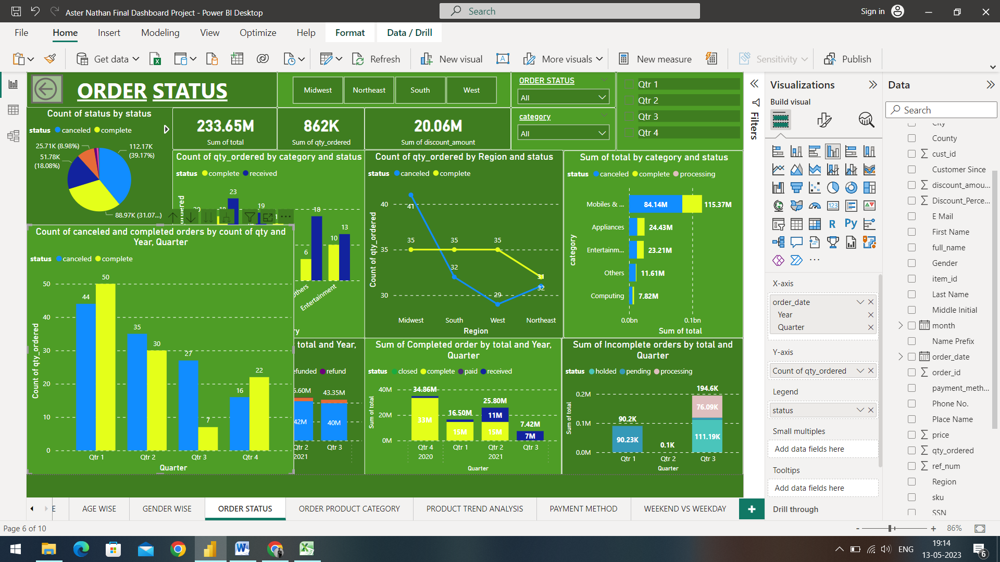 Aster Nathan Final Dashboard Project - Power BI Desktop
Search
Sign in
File
Home
Insert
Modeling
View
Optimize
Help
Format
Data / Drill
Get data
Refresh
New visual
More visuals
New measure
Sensitivity
Publish
ORDER STATUS
Midwest
Northeast
South
West
ORDER STATUS
All
category
All
Qtr 1
Qtr 2
Qtr 3
Qtr 4
Count of status by status
status canceled complete
25.71K (8.98%)
51.78K
(18.08%)
112.17K
(39.17%)
88.97K (31.07...)
233.65M
Sum of total
862K
Sum of qty_ordered
20.06M
Sum of discount_amount
Count of qty_ordered by category and status
status complete received
23
19
18
6
10
13
Entertainment
Count of qty_ordered by Region and status
status canceled complete
Count of qty_ordered
40
35
30
41
35
35
35
32
29
31
32
Midwest
South
West
Northeast
Region
Sum of total by category and status
status canceled complete processing
category
Mobiles & ...
84.14M
115.37M
Appliances
24.43M
Entertainm...
23.21M
Others
11.61M
Computing
7.82M
0.0bn
0.1bn
Sum of total
Count of canceled and completed orders by count of qty and
Year, Quarter
status canceled complete
Count of qty_ordered
50
40
30
20
10
0
44
50
35
30
27
7
16
22
Qtr 1
Qtr 2
Qtr 3
Qtr 4
Quarter
total and Year,
efunded refund
5.60M
43.35M
42M
40M
Qtr 2
Qtr 3
2021
Sum of Completed order by total and Year,
Quarter
status closed complete paid received
Sum of total
40M
20M
0M
34.86M
33M
16.50M
15M
25.80M
11M
15M
7.42M
7M
Qtr 4
Qtr 1
Qtr 2
Qtr 3
2020
2021
Quarter
Sum of Incomplete orders by total and
Quarter
status holded pending processing
Sum of total
0.2M
0.1M
0.0M
90.2K
90.23K
0.1K
194.6K
76.09K
111.19K
Qtr 1
Qtr 2
Qtr 3
Quarter
Filters
Visualizations
Build visual
123
R
Py
X-axis
order_date
Year
Quarter
Y-axis
Count of qty_ordered
Legend
status
Small multiples
Add data fields here
Tooltips
Add data fields here
Drill through
Data
Search
City
County
cust_id
Customer Since
discount_amou...
Discount_Perce...
E Mail
First Name
full_name
Gender
item_id
Last Name
Middle Initial
month
Name Prefix
order_date
order_id
payment_meth...
Phone No.
Place Name
price
qty_ordered
ref_num
Region
sku
SSN
E
AGE WISE
GENDER WISE
ORDER STATUS
ORDER PRODUCT CATEGORY
PRODUCT TREND ANALYSIS
PAYMENT METHOD
WEEKEND VS WEEKDAY
Page 6 of 10
86%
ENG
19:14
13-05-2023
6